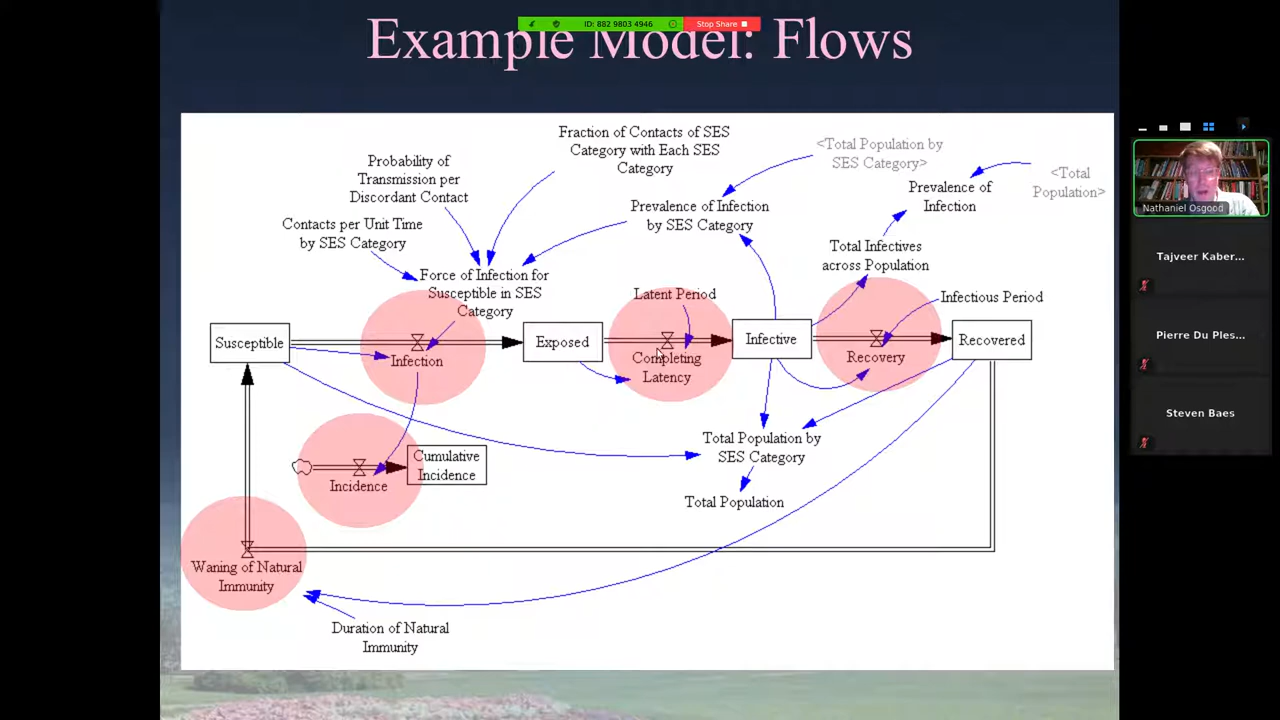 ID: 882 9803 4946
Stop Share
Example Model: Flows
Fraction of Contacts of SES
Category with Each SES
Category
<Total Population by
SES Category>
Probability of
Transmission per
Discordant Contact
<Total
Population>
Prevalence of
Infection
Contacts per Unit Time
by SES Category
Prevalence of Infection
by SES Category
Total Infectives
across Population
Force of Infection for
Susceptible in SES
Category
Latent Period
Infectious Period
Susceptible
Infection
Exposed
Completing
Latency
Infective
Recovery
Recovered
Cumulative
Incidence
Incidence
Total Population by
SES Category
Total Population
Waning of Natural
Immunity
Duration of Natural
Immunity
Nathaniel Osgood
Tajveer Kaber...
Pierre Du Ples...
Steven Baes